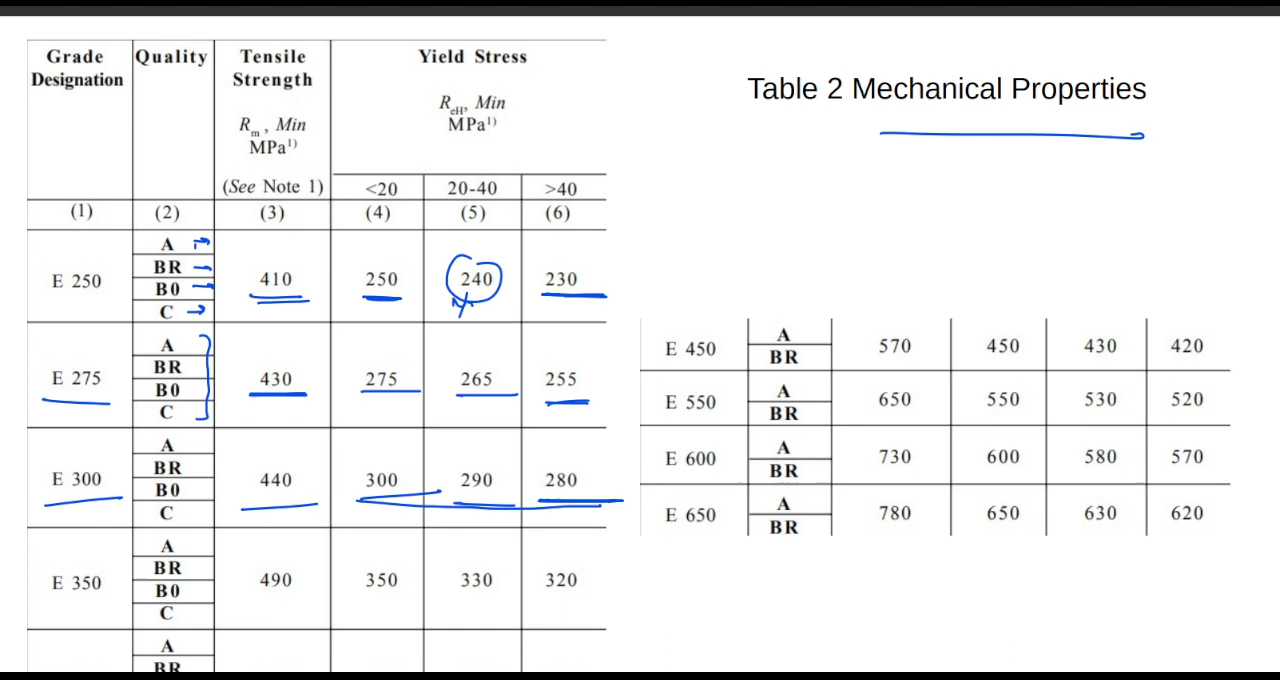 Grade Designation | Quality | Tensile Strength | Yield Stress
R_m, Min MPa¹⁾ | R_eH, Min MPa¹⁾
(See Note 1) | <20 | 20-40 | >40
(1) | (2) | (3) | (4) | (5) | (6)
E 250 | A BR B0 C | 410 | 250 | 240 | 230
E 275 | A BR B0 C | 430 | 275 | 265 | 255
E 300 | A BR B0 C | 440 | 300 | 290 | 280
E 350 | A BR B0 C | 490 | 350 | 330 | 320
A BR
Table 2 Mechanical Properties
E 450 | A BR | 570 | 450 | 430 | 420
E 550 | A BR | 650 | 550 | 530 | 520
E 600 | A BR | 730 | 600 | 580 | 570
E 650 | A BR | 780 | 650 | 630 | 620